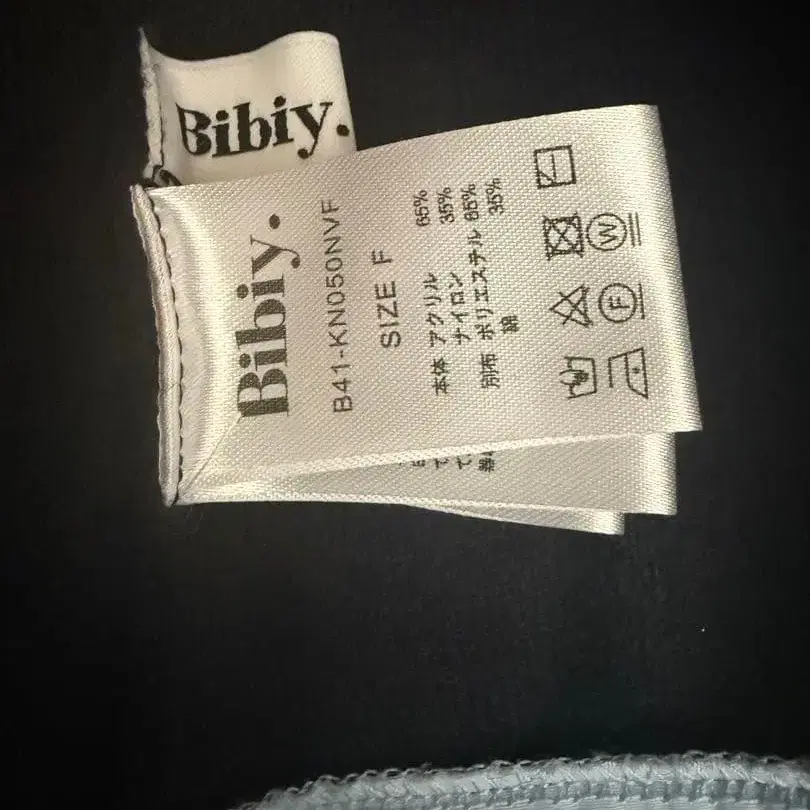 Bibiy.
Bibiy.
B41-KN050NVF
SIZE F
本体 アクリル 65%
ナイロン 35%
別布 ポリエステル 65%
綿 35%
W
F